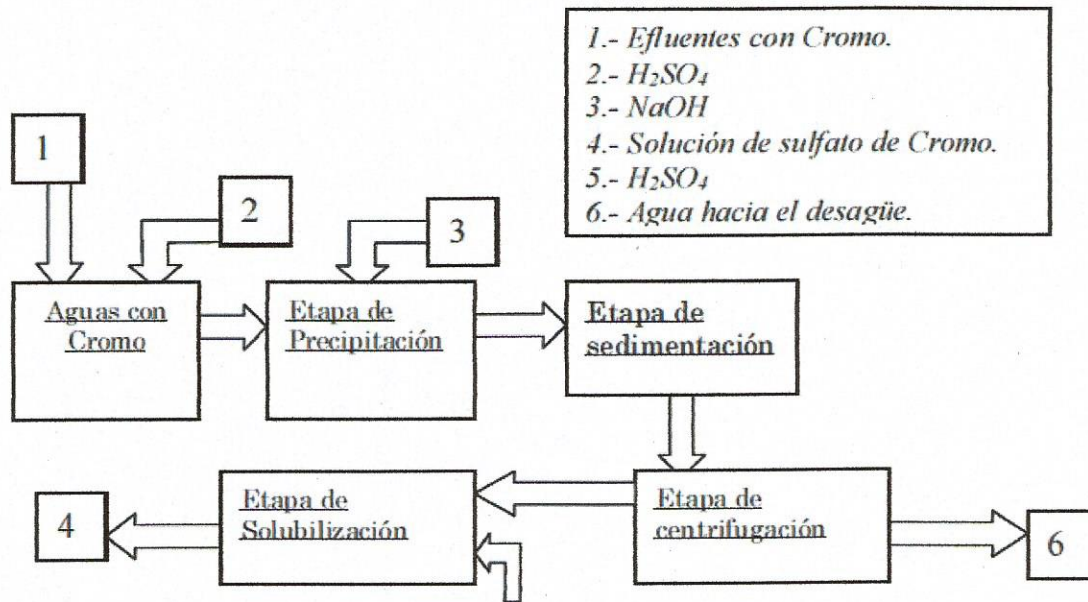 1.- Efluentes con Cromo.
2.- H₂SO₄
3.- NaOH
4.- Solución de sulfato de Cromo.
5.- H₂SO₄
6.- Agua hacia el desagüe.
1
2
3
Aguas con
Cromo
Etapa de
Precipitación
Etapa de
sedimentación
4
Etapa de
Solubilización
Etapa de
centrifugación
6